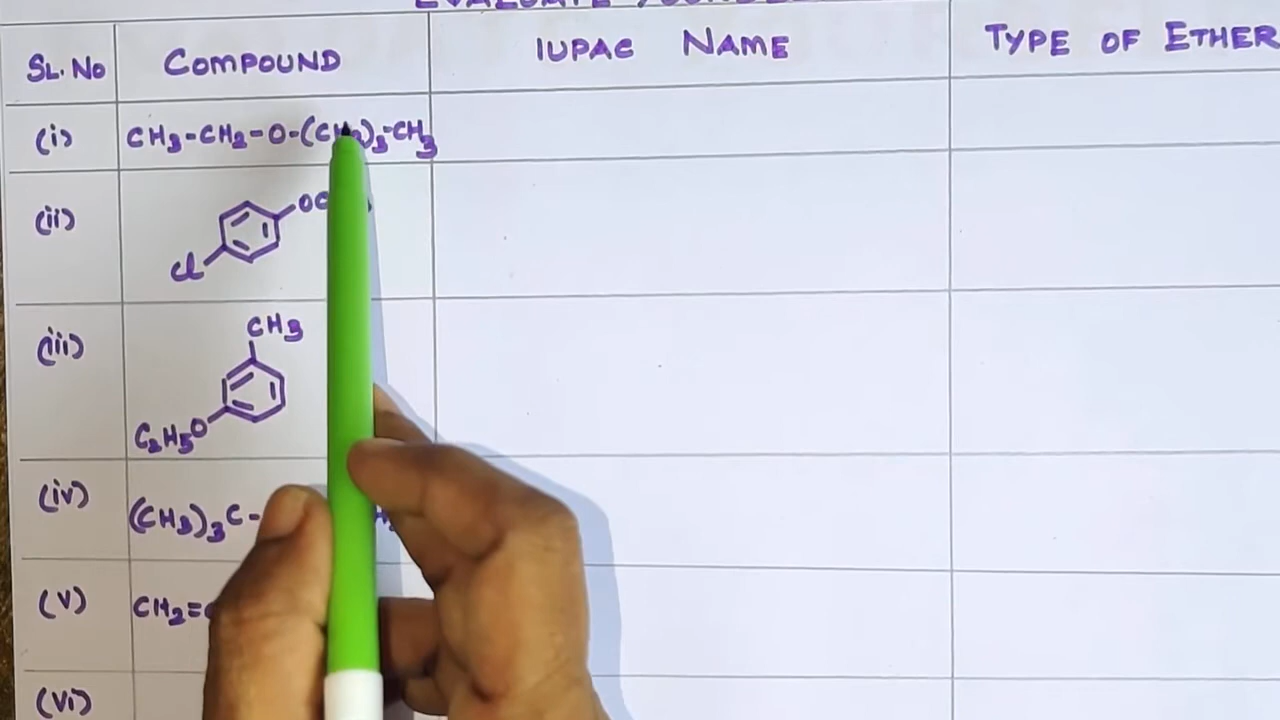 SL. No COMPOUND IUPAC NAME TYPE OF ETHER
(i) CH3-CH2-O-(CH2)3-CH3
(ii)
Cl
(iii) CH3
C2H5O
(iv) (CH3)3C-
(v) CH2=
(vi)